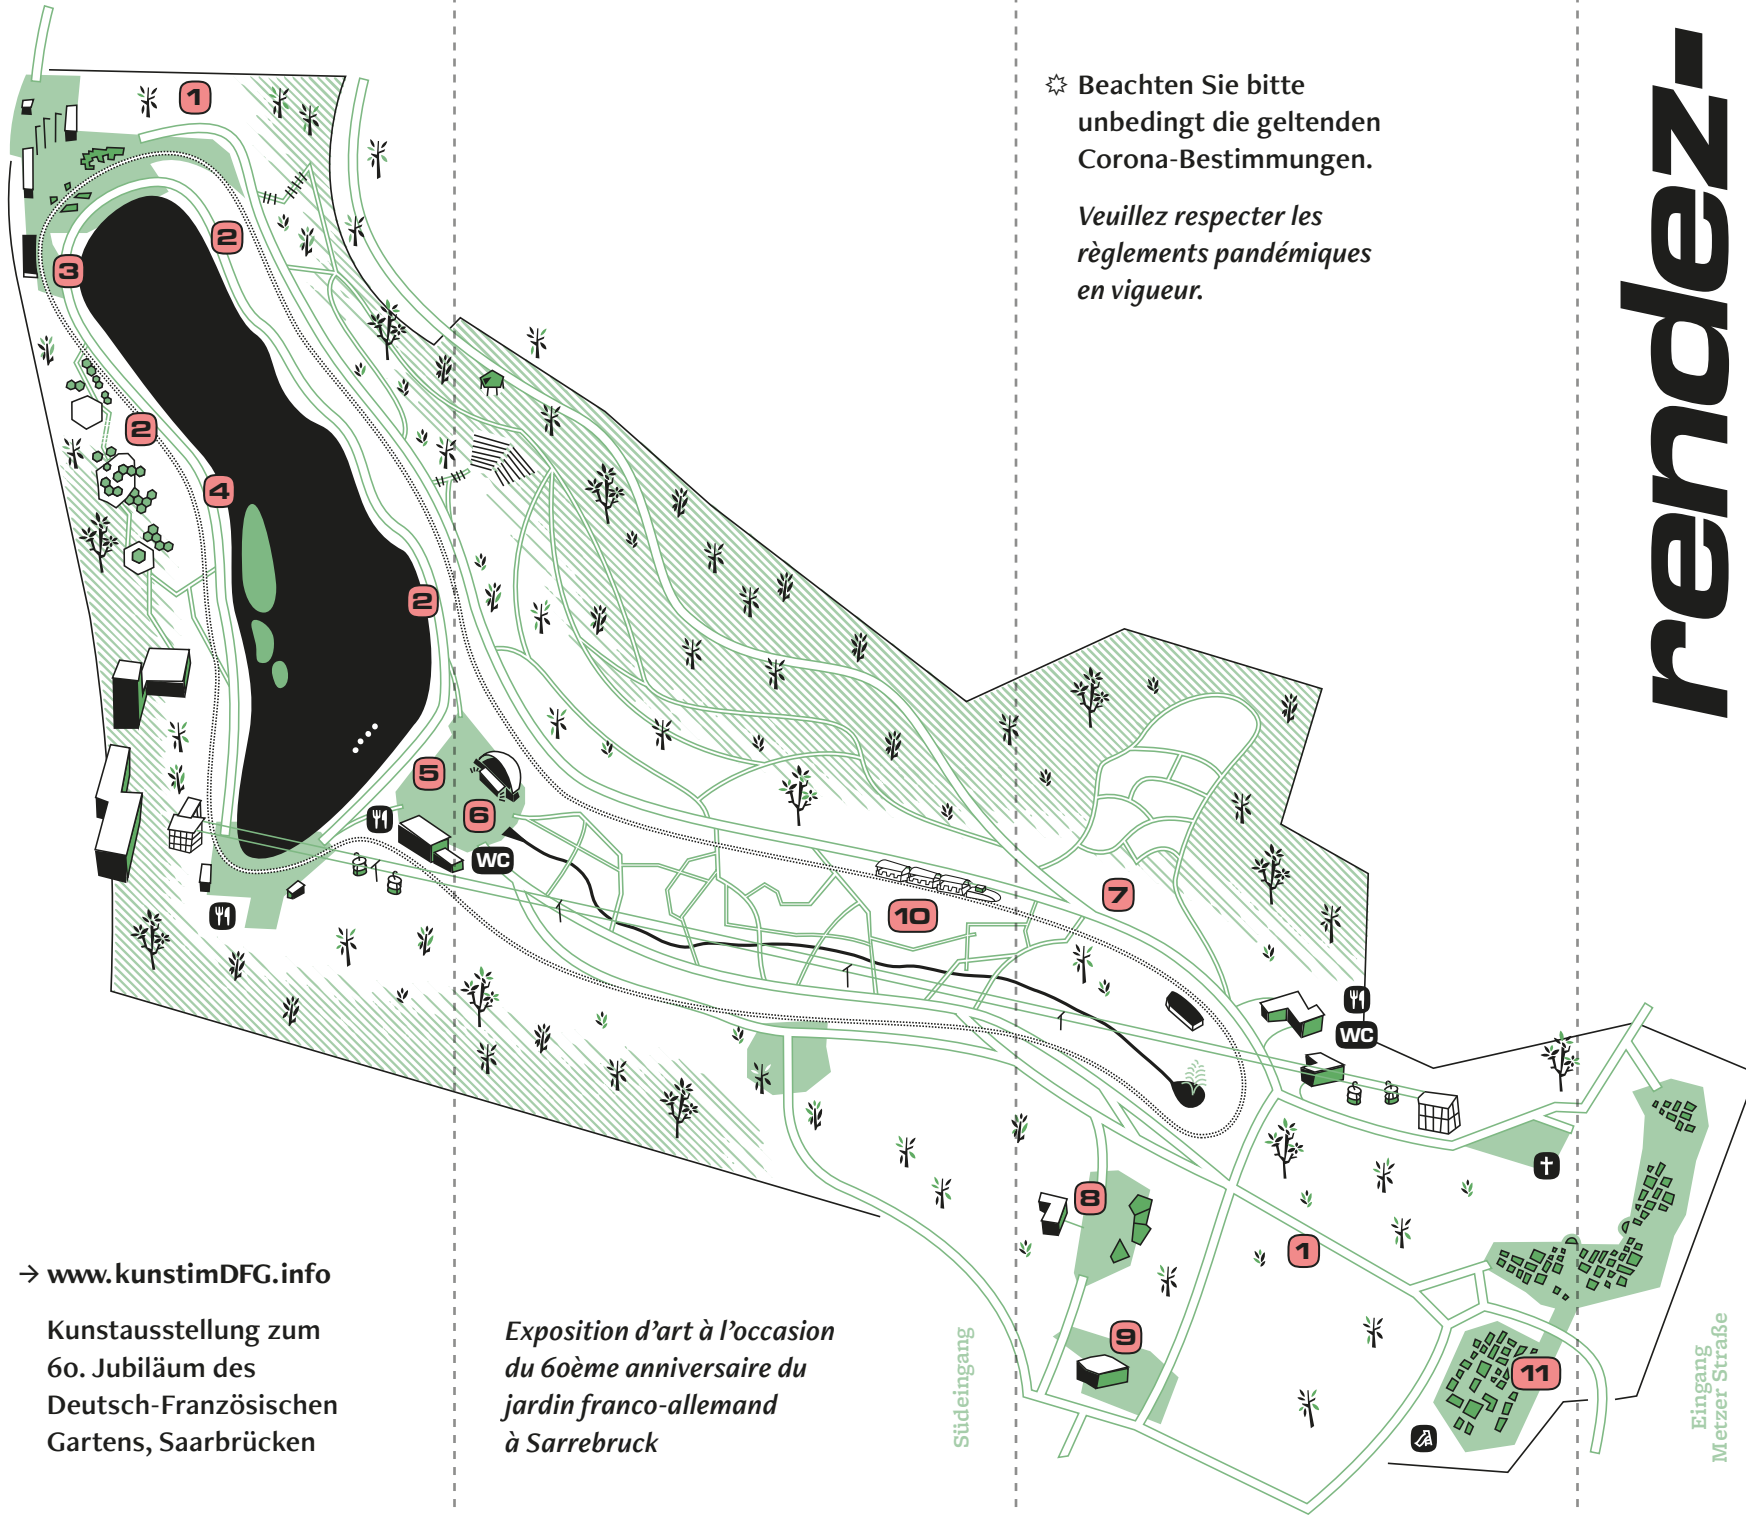 1
Beachten Sie bitte
unbedingt die geltenden
Corona-Bestimmungen.
Veuillez respecter les
règlements pandémiques
en vigueur.
rendez-
2
3
2
4
2
5
6
WC
7
10
WC
8
1
9
11
→ www.kunstimDFG.info
Kunstausstellung zum
60. Jubiläum des
Deutsch-Französischen
Gartens, Saarbrücken
Exposition d’art à l’occasion
du 60ème anniversaire du
jardin franco-allemand
à Sarrebruck
Südeingang
Eingang
Metzer Straße